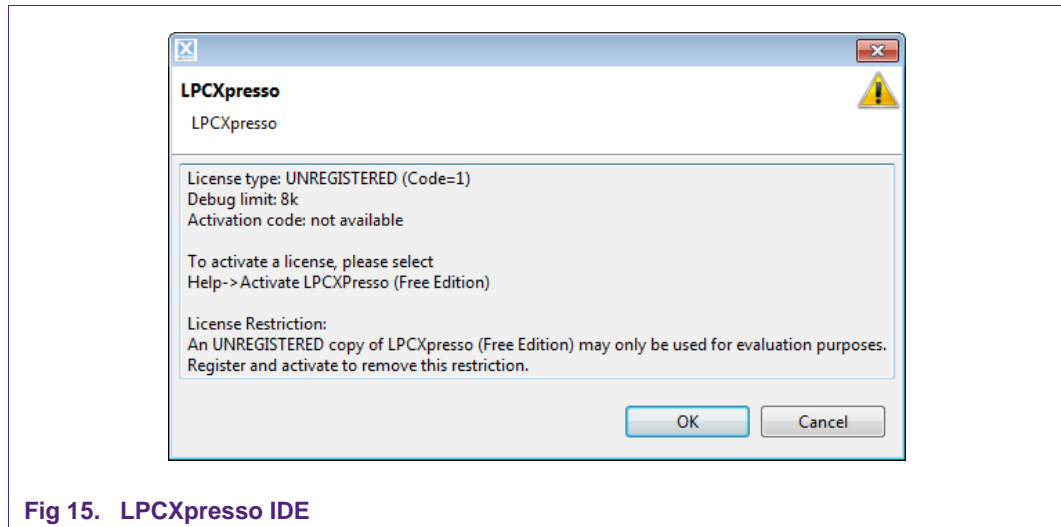 LPCXpresso
LPCXpresso
License type: UNREGISTERED (Code=1)
Debug limit: 8k
Activation code: not available
To activate a license, please select
Help->Activate LPCXPresso (Free Edition)
License Restriction:
An UNREGISTERED copy of LPCXpresso (Free Edition) may only be used for evaluation purposes.
Register and activate to remove this restriction.
OK Cancel
Fig 15. LPCXpresso IDE